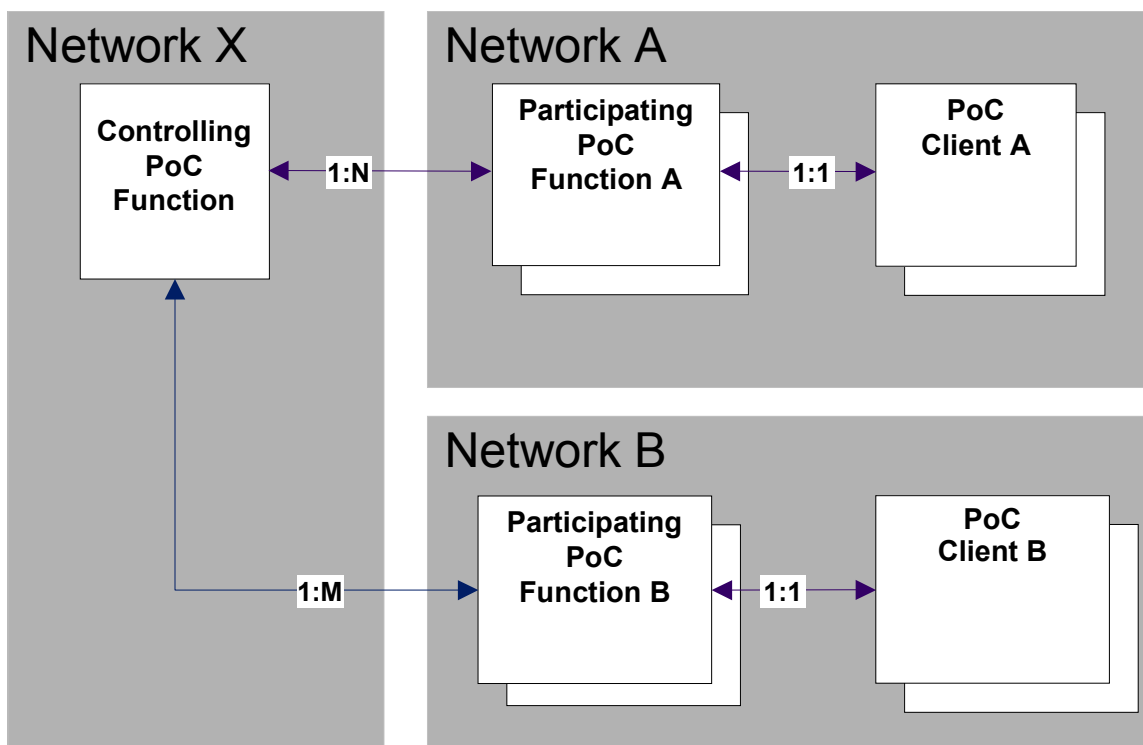 Network X
Controlling
PoC
Function
1:N
Network A
Participating
PoC
Function A
1:1
PoC
Client A
Network B
Participating
PoC
Function B
1:M
1:1
PoC
Client B